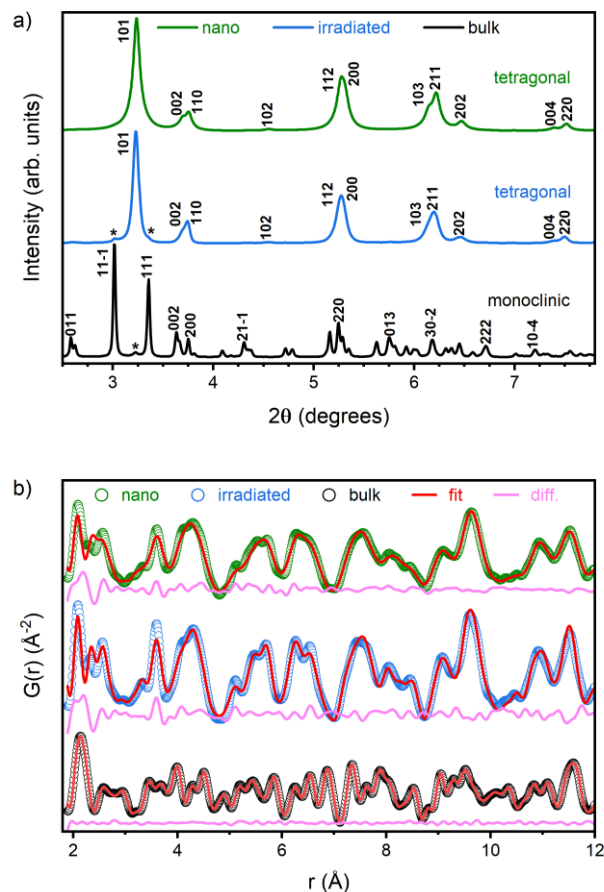 a)
nano irradiated bulk
Intensity (arb. units)
101
002
110
102
112
200
103
211
202
004
220
tetragonal
101
*
*
002
110
102
112
200
103
211
202
004
220
tetragonal
011
11-1
*
111
002
200
21-1
220
013
30-2
222
10-4
monoclinic
3 4 5 6 7
2θ (degrees)
b)
nano irradiated bulk fit diff.
G(r) (Å-2)
2 4 6 8 10 12
r (Å)